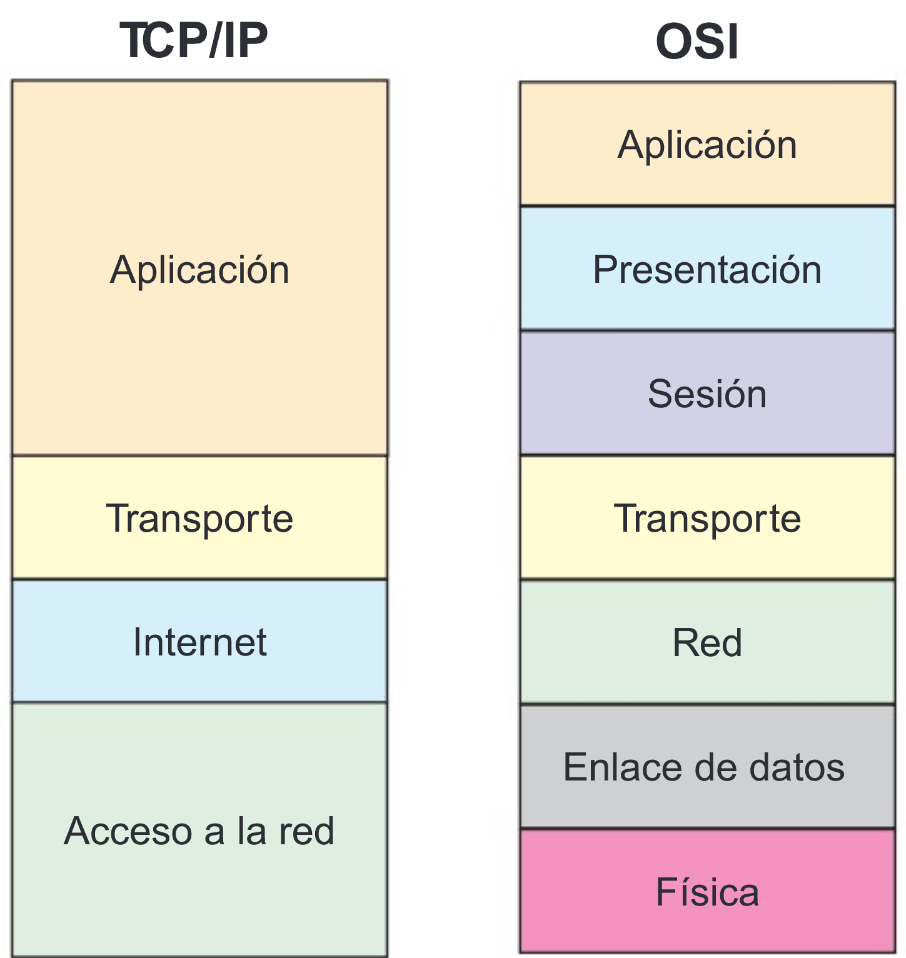 TCP/IP
Aplicación
Transporte
Internet
Acceso a la red
OSI
Aplicación
Presentación
Sesión
Transporte
Red
Enlace de datos
Física